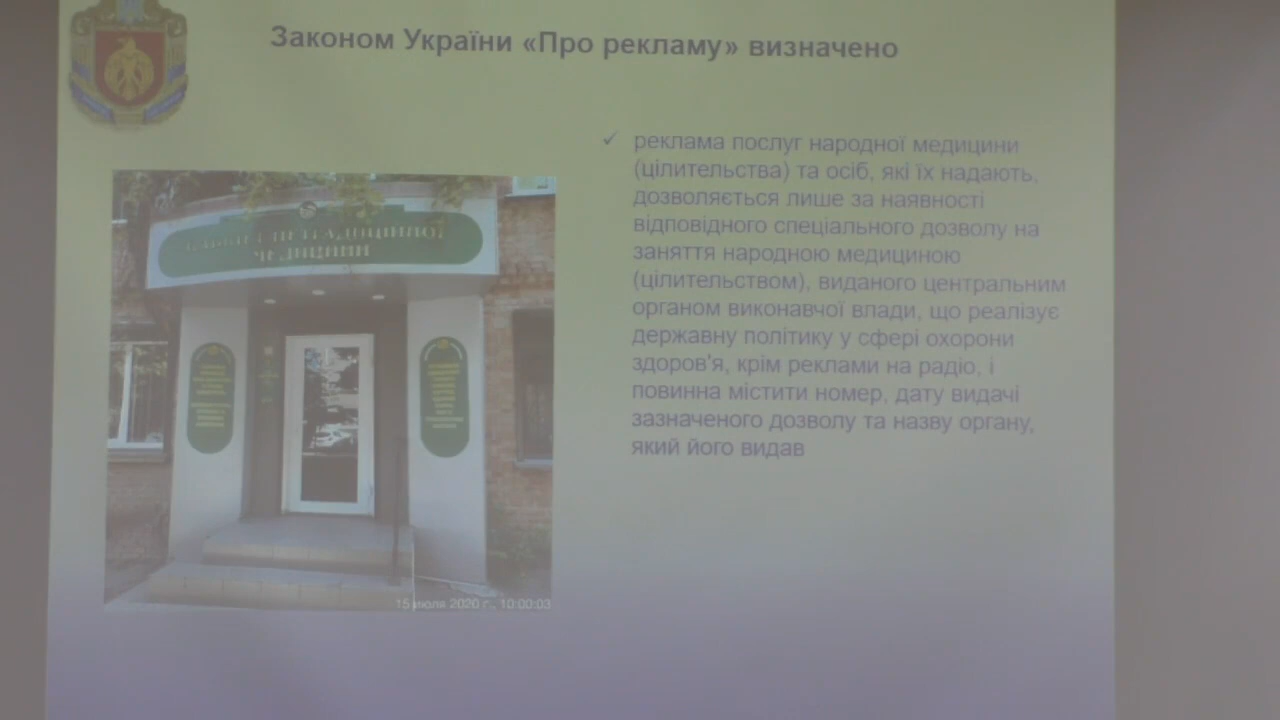 Законом України «Про рекламу» визначено
реклама послуг народної медицини
(цілительства) та осіб, які їх надають,
дозволяється лише за наявності
відповідного спеціального дозволу на
заняття народною медициною
(цілительством), виданого центральним
органом виконавчої влади, що реалізує
державну політику у сфері охорони
здоров'я, крім реклами на радіо, і
повинна містити номер, дату видачі
зазначеного дозволу та назву органу,
який його видав
МЕДИЦИНИ
15 июля 2020 г., 10:00:03